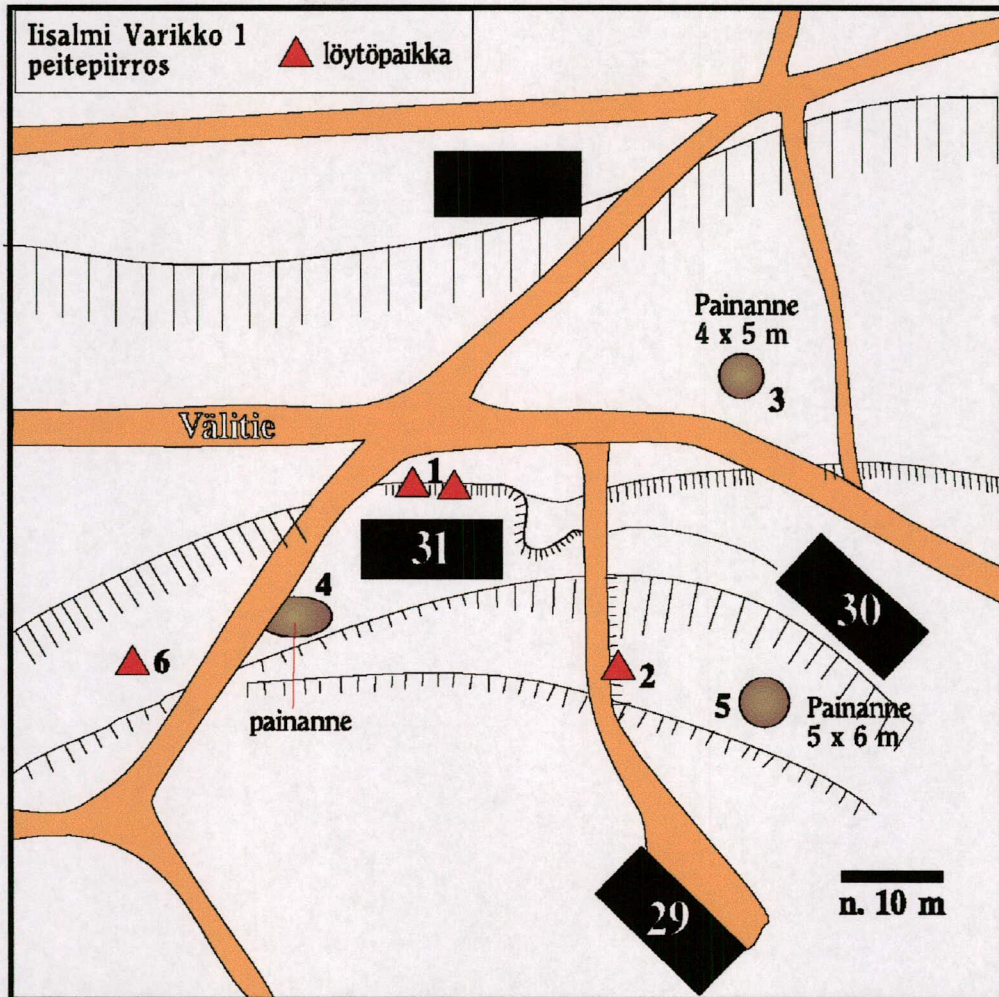 Iisalmi Varikko 1
peitepiirros
löytöpaikka
Painanne
4 x 5 m
3
Välitie
1
31
4
30
6
2
5
Painanne
5 x 6 m
painanne
29
n. 10 m